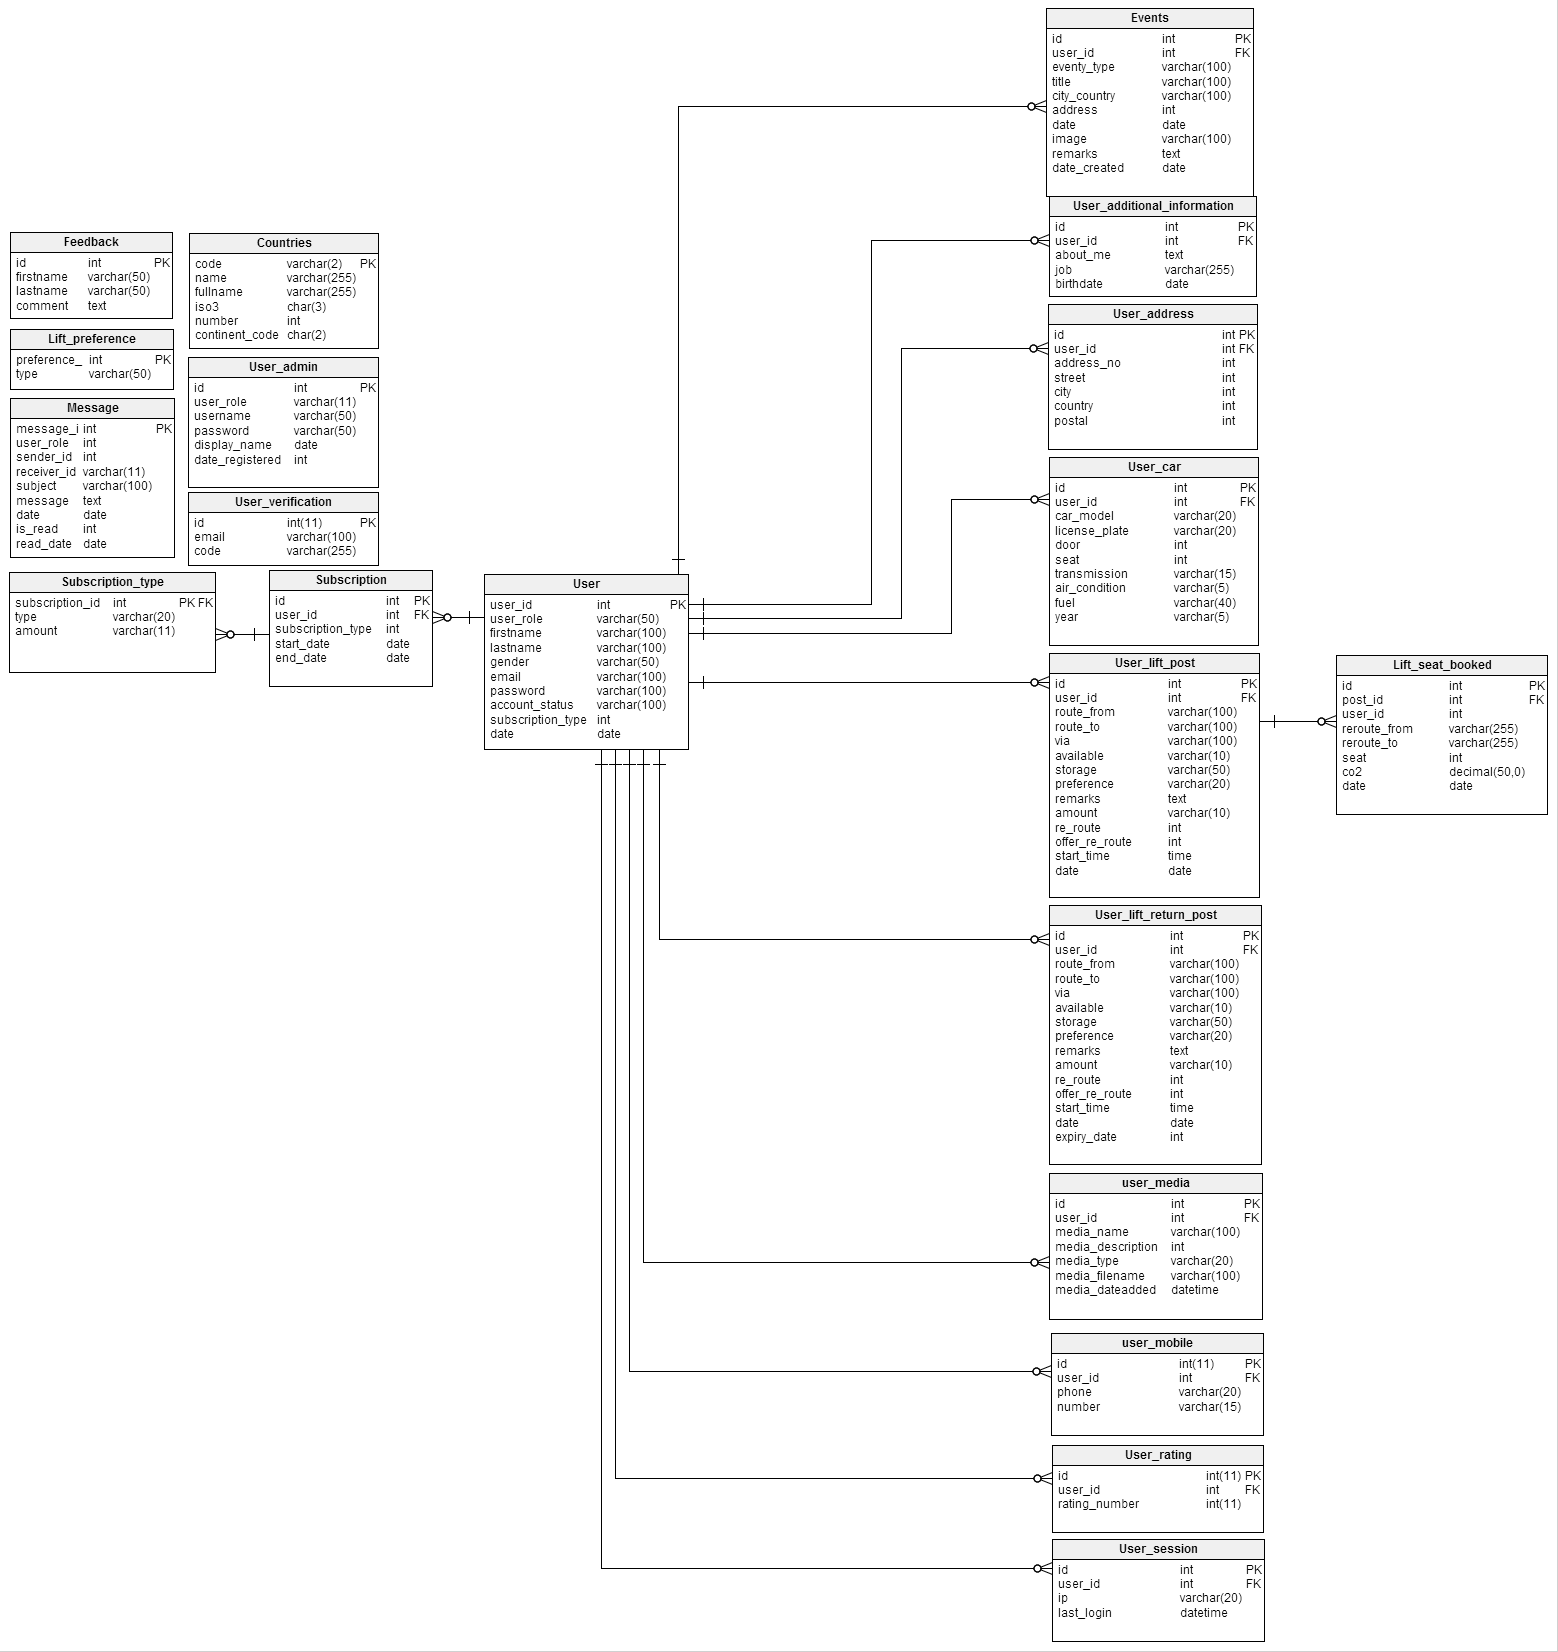 Events
id int PK
user_id int FK
eventy_type varchar(100)
title varchar(100)
city_country varchar(100)
address int
date date
image varchar(100)
remarks text
date_created date
User_additional_information
id int PK
user_id int FK
about_me text
job varchar(255)
birthdate date
Feedback
id int PK
firstname varchar(50)
lastname varchar(50)
comment text
Countries
code varchar(2) PK
name varchar(255)
fullname varchar(255)
iso3 char(3)
number int
continent_code char(2)
User_address
id int PK
user_id int FK
address_no int
street int
city int
country int
postal int
Lift_preference
preference_ int PK
type varchar(50)
User_admin
id int PK
user_role varchar(11)
username varchar(50)
password varchar(50)
display_name date
date_registered int
Message
message_i int PK
user_role int
sender_id int
receiver_id varchar(11)
subject varchar(100)
message text
date date
is_read int
read_date date
User_verification
id int(11) PK
email varchar(100)
code varchar(255)
User_car
id int PK
user_id int FK
car_model varchar(20)
license_plate varchar(20)
door int
seat int
transmission varchar(15)
air_condition varchar(5)
fuel varchar(40)
year varchar(5)
Subscription_type
subscription_id int PK FK
type varchar(20)
amount varchar(11)
Subscription
id int PK
user_id int FK
subscription_type int
start_date date
end_date date
User
user_id int PK
user_role varchar(50)
firstname varchar(100)
lastname varchar(100)
gender varchar(50)
email varchar(100)
password varchar(100)
account_status varchar(100)
subscription_type int
date date
User_lift_post
id int PK
user_id int FK
route_from varchar(100)
route_to varchar(100)
via varchar(100)
available varchar(10)
storage varchar(50)
preference varchar(20)
remarks text
amount varchar(10)
re_route int
offer_re_route int
start_time time
date date
Lift_seat_booked
id int PK
post_id int FK
user_id int
reroute_from varchar(255)
reroute_to varchar(255)
seat int
co2 decimal(50,0)
date date
User_lift_return_post
id int PK
user_id int FK
route_from varchar(100)
route_to varchar(100)
via varchar(100)
available varchar(10)
storage varchar(50)
preference varchar(20)
remarks text
amount varchar(10)
re_route int
offer_re_route int
start_time time
date date
expiry_date int
user_media
id int PK
user_id int FK
media_name varchar(100)
media_description int
media_type varchar(20)
media_filename varchar(100)
media_dateadded datetime
user_mobile
id int(11) PK
user_id int FK
phone varchar(20)
number varchar(15)
User_rating
id int(11) PK
user_id int FK
rating_number int(11)
User_session
id int PK
user_id int FK
ip varchar(20)
last_login datetime